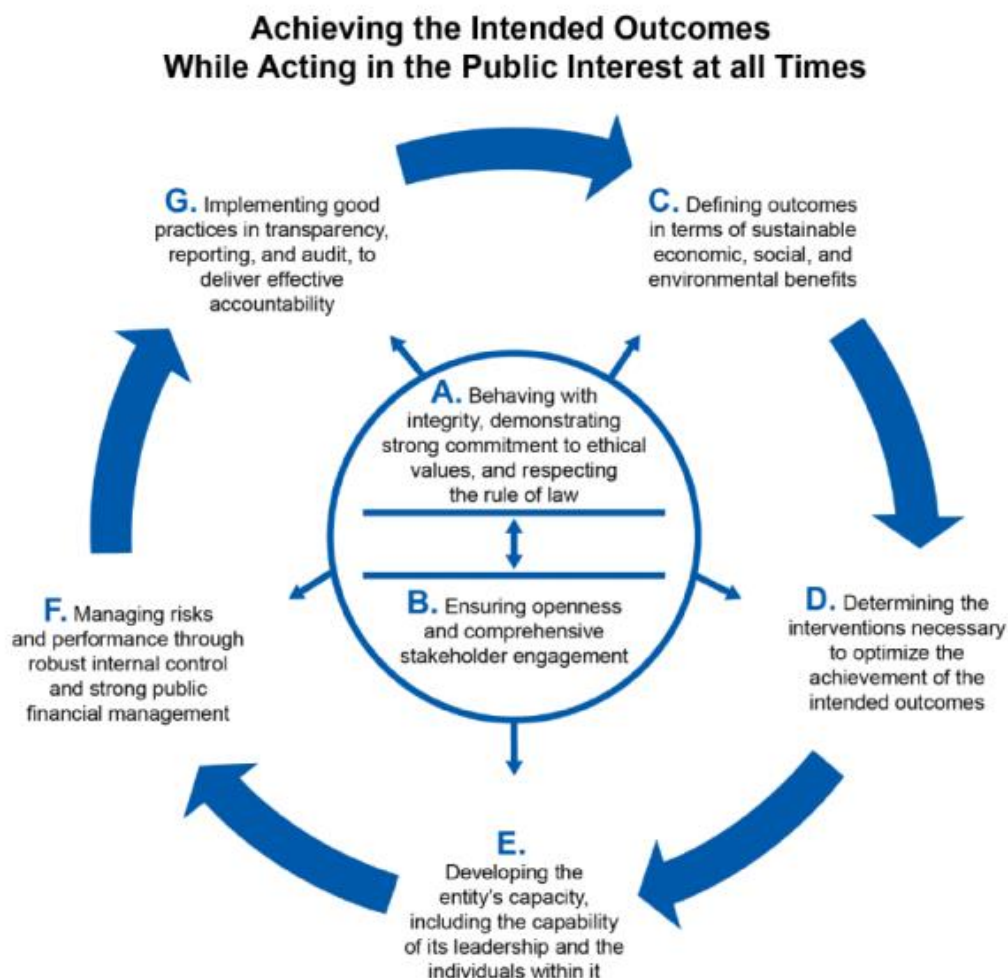 Achieving the Intended Outcomes
While Acting in the Public Interest at all Times
G. Implementing good
practices in transparency,
reporting, and audit, to
deliver effective
accountability
C. Defining outcomes
in terms of sustainable
economic, social, and
environmental benefits
A. Behaving with
integrity, demonstrating
strong commitment to ethical
values, and respecting
the rule of law
B. Ensuring openness
and comprehensive
stakeholder engagement
F. Managing risks
and performance through
robust internal control
and strong public
financial management
D. Determining the
interventions necessary
to optimize the
achievement of the
intended outcomes
E.
Developing the
entity's capacity,
including the capability
of its leadership and the
individuals within it